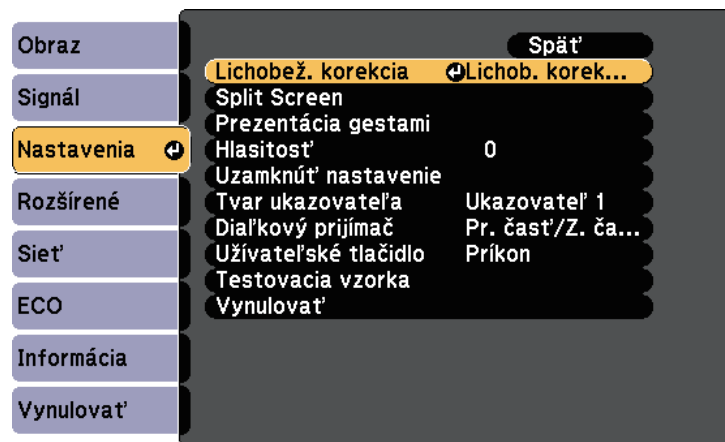 Obraz
Signál
Nastavenia
Rozšírené
Sieť
ECO
Informácia
Vynulovať
Späť
Lichobež. korekcia Lichob. korek...
Split Screen
Prezentácia gestami
Hlasitosť 0
Uzamknúť nastavenie
Tvar ukazovateľa Ukazovateľ 1
Diaľkový prijímač Pr. časť/Z. ča...
Užívateľské tlačidlo Príkon
Testovacia vzorka
Vynulovať